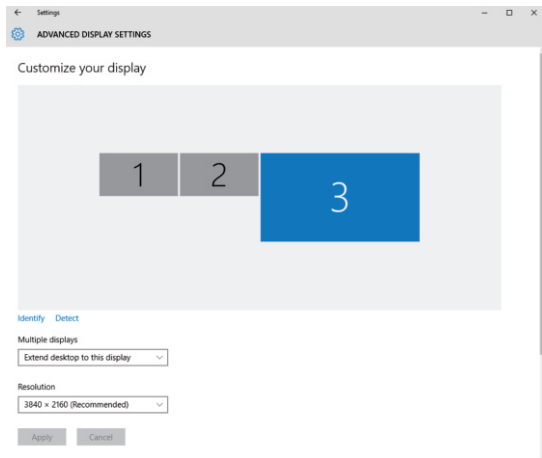 Settings
ADVANCED DISPLAY SETTINGS
Customize your display
1 2 3
Identify Detect
Multiple displays
Extend desktop to this display
Resolution
3840 × 2160 (Recommended)
Apply Cancel